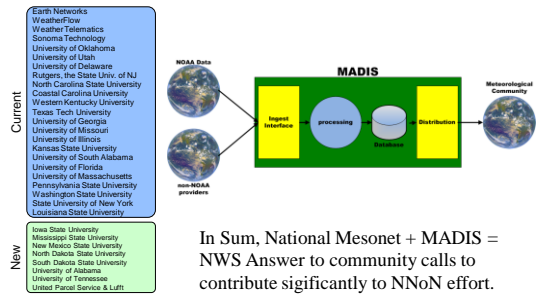 Current
Earth Networks
WeatherFlow
Weather Telematics
Sonoma Technology
University of Oklahoma
University of Utah
University of Delaware
Rutgers, the State Univ. of NJ
North Carolina State University
Coastal Carolina University
Western Kentucky University
Texas Tech University
University of Georgia
University of Missouri
University of Illinois
Kansas State University
University of South Alabama
University of Florida
University of Massachusetts
Pennsylvania State University
Washington State University
State University of New York
Louisiana State University
New
Iowa State University
Mississippi State University
New Mexico State University
North Dakota State University
South Dakota State University
University of Alabama
University of Tennessee
United Parcel Service & Lufft
NOAA Data
non-NOAA
providers
MADIS
Ingest
Interface
processing
Database
Distribution
Meteorological
Community
In Sum, National Mesonet + MADIS =
NWS Answer to community calls to
contribute sigificantly to NNoN effort.